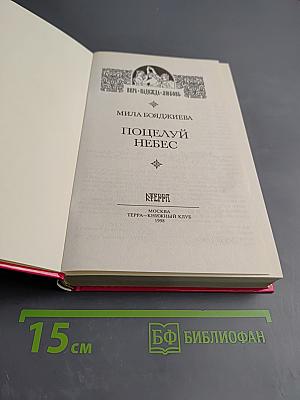 ВЕРА • НАДЕЖДА • ЛЮБОВЬ
МИЛА БОЯДЖИЕВА
ПОЦЕЛУЙ
НЕБЕС
ТЕРРА
МОСКВА
ТЕРРА—КНИЖНЫЙ КЛУБ
1998
15 см
БФ БИБЛИОФАН